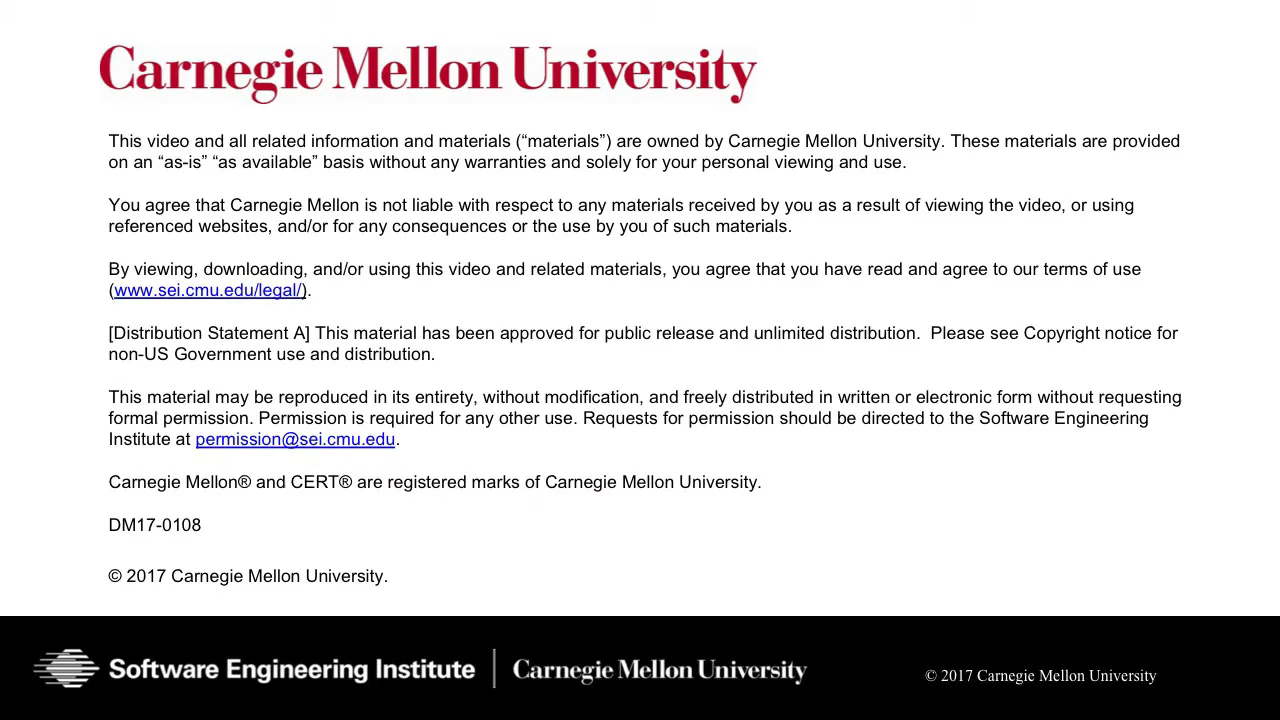 Carnegie Mellon University
This video and all related information and materials (“materials”) are owned by Carnegie Mellon University. These materials are provided
on an “as-is” “as available” basis without any warranties and solely for your personal viewing and use.
You agree that Carnegie Mellon is not liable with respect to any materials received by you as a result of viewing the video, or using
referenced websites, and/or for any consequences or the use by you of such materials.
By viewing, downloading, and/or using this video and related materials, you agree that you have read and agree to our terms of use
(www.sei.cmu.edu/legal/).
[Distribution Statement A] This material has been approved for public release and unlimited distribution.  Please see Copyright notice for
non-US Government use and distribution.
This material may be reproduced in its entirety, without modification, and freely distributed in written or electronic form without requesting
formal permission. Permission is required for any other use. Requests for permission should be directed to the Software Engineering
Institute at permission@sei.cmu.edu.
Carnegie Mellon® and CERT® are registered marks of Carnegie Mellon University.
DM17-0108
© 2017 Carnegie Mellon University.
Software Engineering Institute | Carnegie Mellon University
© 2017 Carnegie Mellon University